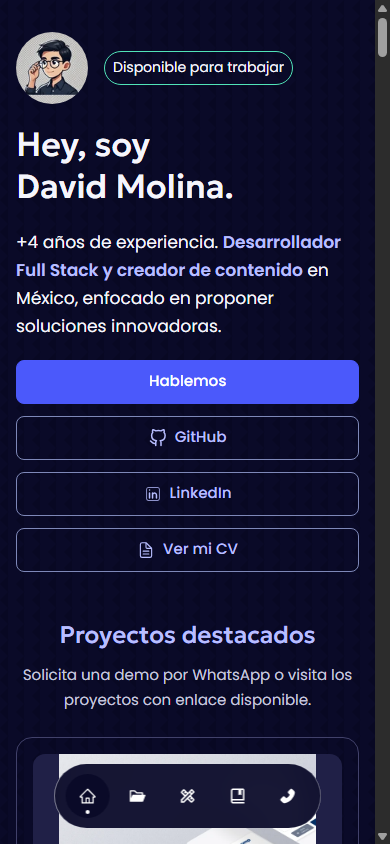 Disponible para trabajar
Hey, soy
David Molina.
+4 años de experiencia. Desarrollador
Full Stack y creador de contenido en
México, enfocado en proponer
soluciones innovadoras.
Hablemos
GitHub
LinkedIn
Ver mi CV
Proyectos destacados
Solicita una demo por WhatsApp o visita los
proyectos con enlace disponible.